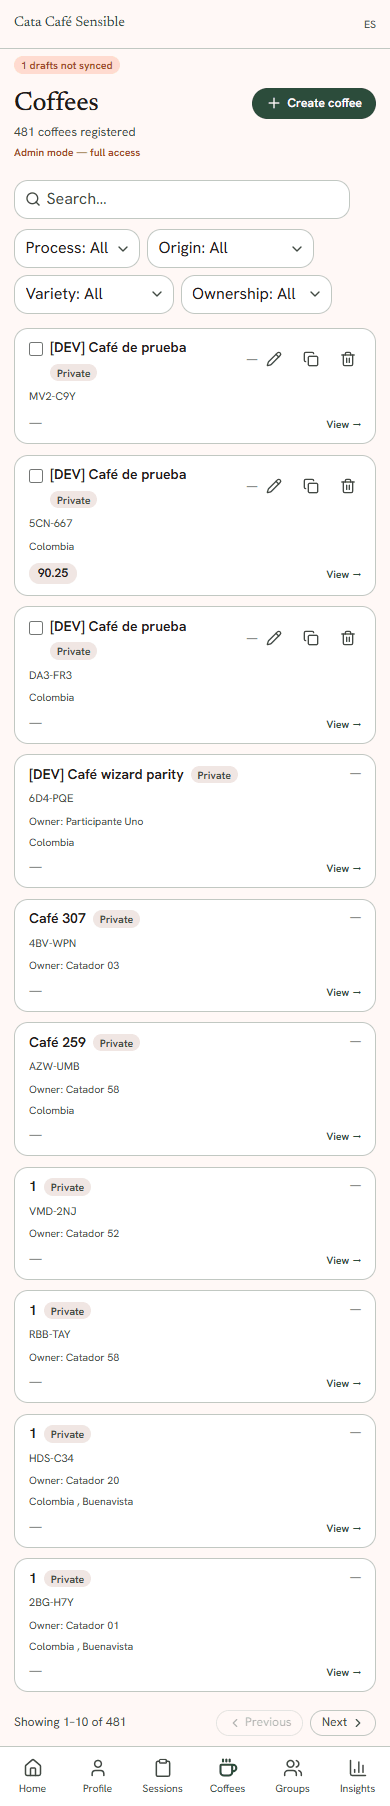 Cata Café Sensible
ES
1 drafts not synced
Coffees
Create coffee
481 coffees registered
Admin mode — full access
Search...
Process: All
Origin: All
Variety: All
Ownership: All
[DEV] Café de prueba
—
Private
MV2-C9Y
—
View →
[DEV] Café de prueba
—
Private
5CN-667
Colombia
90.25
View →
[DEV] Café de prueba
—
Private
DA3-FR3
Colombia
—
View →
[DEV] Café wizard parity Private
—
6D4-PQE
Owner: Participante Uno
Colombia
—
View →
Café 307 Private
—
4BV-WPN
Owner: Catador 03
—
View →
Café 259 Private
—
AZW-UMB
Owner: Catador 58
Colombia
—
View →
1 Private
—
VMD-2NJ
Owner: Catador 52
—
View →
1 Private
—
RBB-TAY
Owner: Catador 58
—
View →
1 Private
—
HDS-C34
Owner: Catador 20
Colombia , Buenavista
—
View →
1 Private
—
2BG-H7Y
Owner: Catador 01
Colombia , Buenavista
—
View →
Showing 1–10 of 481
Previous
Next
Home
Profile
Sessions
Coffees
Groups
Insights